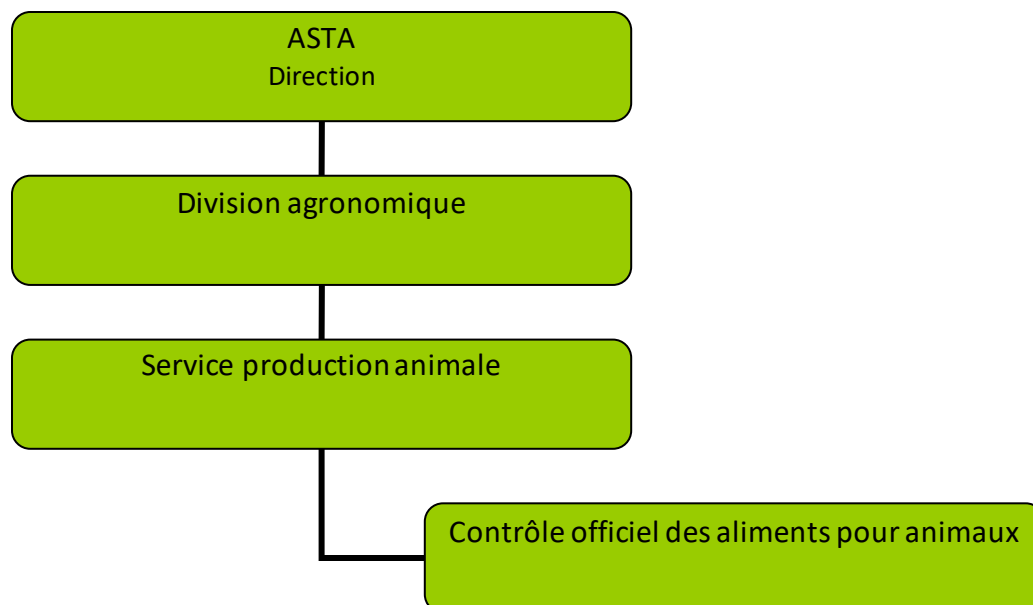 ASTA
Direction
Division agronomique
Service production animale
Contrôle officiel des aliments pour animaux